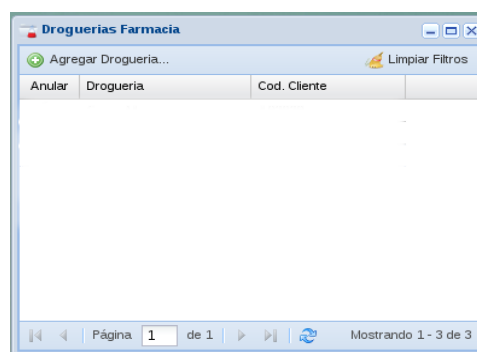 Droguerias Farmacia
Agregar Drogueria... Limpiar Filtros
Anular Drogueria Cod. Cliente
Página 1 de 1 Mostrando 1 - 3 de 3